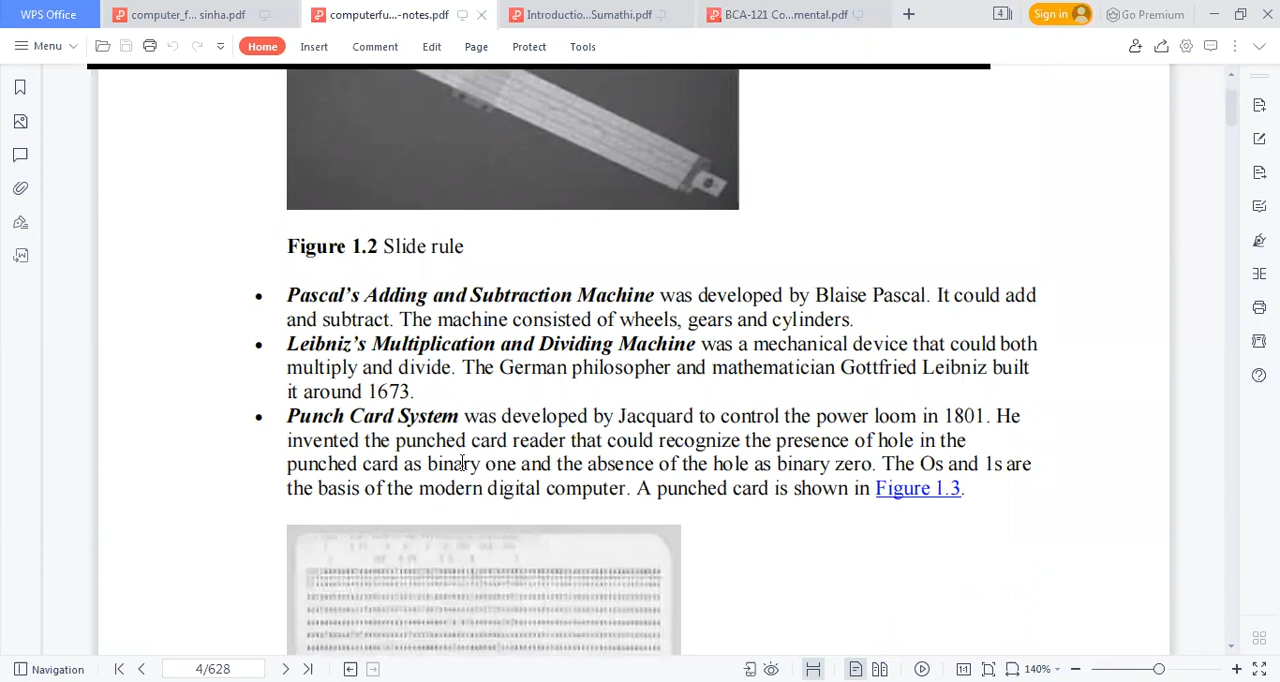 WPS Office
computer_f... sinha.pdf
computerfu...-notes.pdf
Introductio...Sumathi.pdf
BCA-121 Co...mental.pdf
4
Sign in
Go Premium
Menu
Home
Insert
Comment
Edit
Page
Protect
Tools
Figure 1.2 Slide rule
• Pascal's Adding and Subtraction Machine was developed by Blaise Pascal. It could add
and subtract. The machine consisted of wheels, gears and cylinders.
• Leibniz's Multiplication and Dividing Machine was a mechanical device that could both
multiply and divide. The German philosopher and mathematician Gottfried Leibniz built
it around 1673.
• Punch Card System was developed by Jacquard to control the power loom in 1801. He
invented the punched card reader that could recognize the presence of hole in the
punched card as binary one and the absence of the hole as binary zero. The Os and 1s are
the basis of the modern digital computer. A punched card is shown in Figure 1.3.
Navigation
4/628
140%